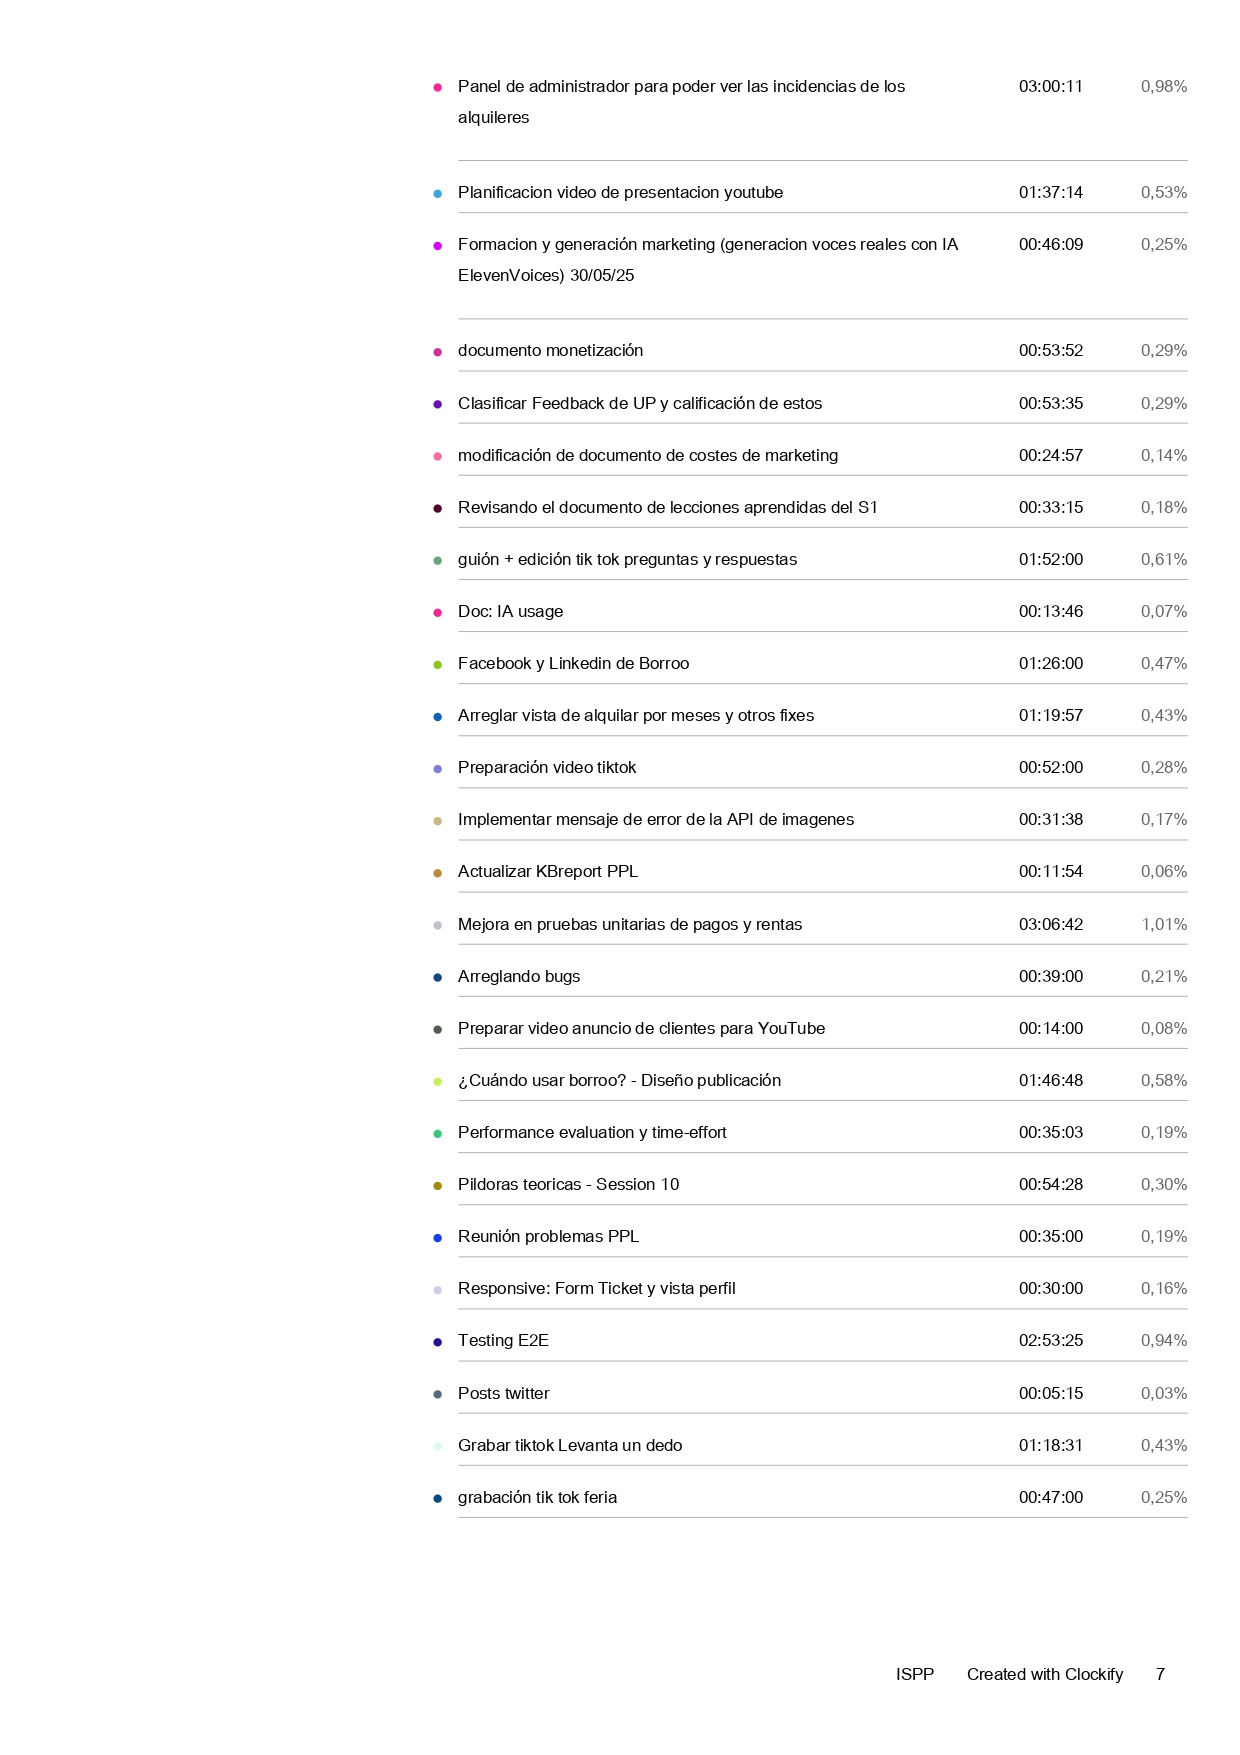 Panel de administrador para poder ver las incidencias de los 03:00:11 0,98%
alquileres
Planificacion video de presentacion youtube 01:37:14 0,53%
Formacion y generación marketing (generacion voces reales con IA 00:46:09 0,25%
ElevenVoices) 30/05/25
documento monetización 00:53:52 0,29%
Clasificar Feedback de UP y calificación de estos 00:53:35 0,29%
modificación de documento de costes de marketing 00:24:57 0,14%
Revisando el documento de lecciones aprendidas del S1 00:33:15 0,18%
guión + edición tik tok preguntas y respuestas 01:52:00 0,61%
Doc: IA usage 00:13:46 0,07%
Facebook y Linkedin de Borroo 01:26:00 0,47%
Arreglar vista de alquilar por meses y otros fixes 01:19:57 0,43%
Preparación video tiktok 00:52:00 0,28%
Implementar mensaje de error de la API de imagenes 00:31:38 0,17%
Actualizar KBreport PPL 00:11:54 0,06%
Mejora en pruebas unitarias de pagos y rentas 03:06:42 1,01%
Arreglando bugs 00:39:00 0,21%
Preparar video anuncio de clientes para YouTube 00:14:00 0,08%
¿Cuándo usar borroo? - Diseño publicación 01:46:48 0,58%
Performance evaluation y time-effort 00:35:03 0,19%
Pildoras teoricas - Session 10 00:54:28 0,30%
Reunión problemas PPL 00:35:00 0,19%
Responsive: Form Ticket y vista perfil 00:30:00 0,16%
Testing E2E 02:53:25 0,94%
Posts twitter 00:05:15 0,03%
Grabar tiktok Levanta un dedo 01:18:31 0,43%
grabación tik tok feria 00:47:00 0,25%
ISPP Created with Clockify 7